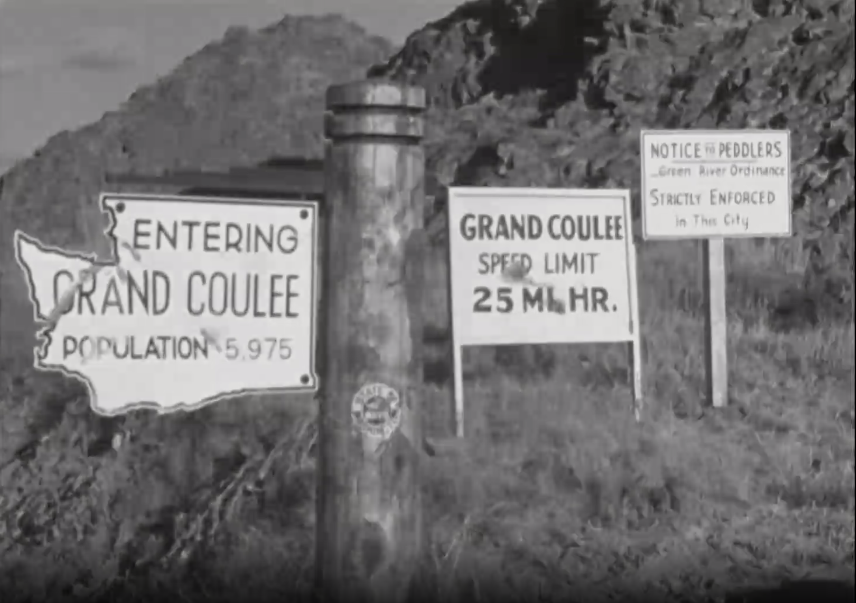 ENTERING
GRAND COULEE
POPULATION 5,975
GRAND COULEE
SPEED LIMIT
25 MI. HR.
NOTICE TO PEDDLERS
Green River Ordinance
STRICTLY ENFORCED
In This City
STATE